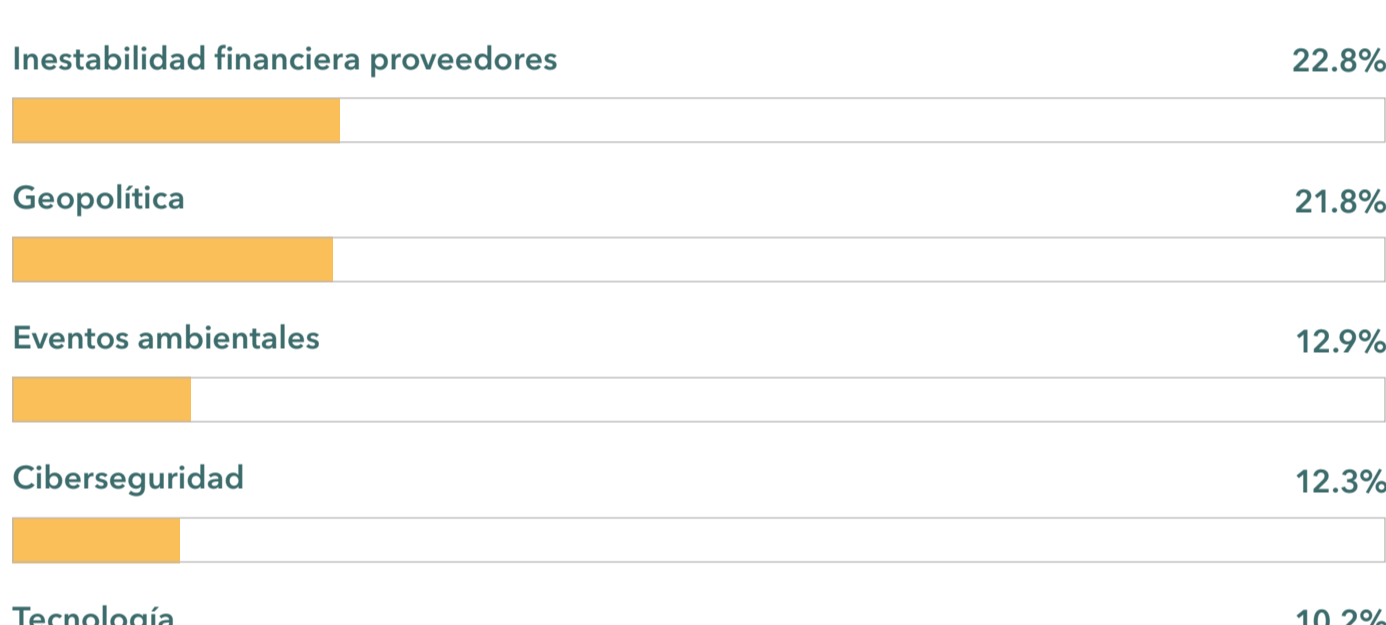 Inestabilidad financiera proveedores 22.8%
Geopolítica 21.8%
Eventos ambientales 12.9%
Ciberseguridad 12.3%
Tecnología 10.2%